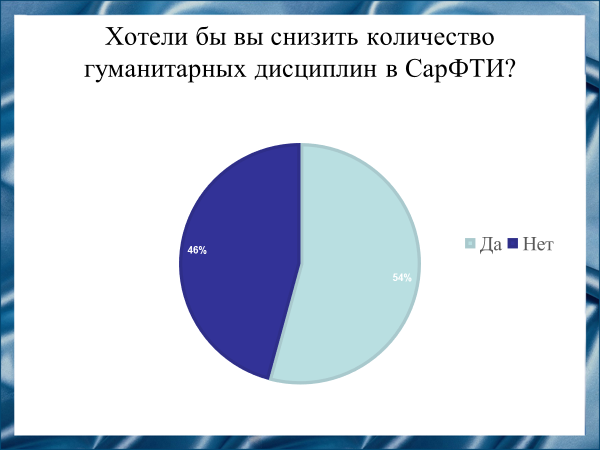 Хотели бы вы снизить количество
гуманитарных дисциплин в СарФТИ?
46%
54%
Да Нет